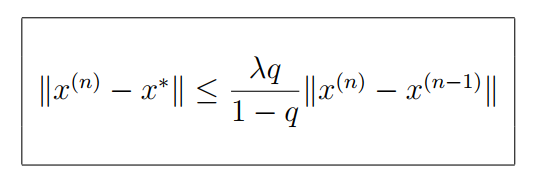 ‖x⁽ⁿ⁾ − x*‖ ≤ \frac{λq}{1 − q} ‖x⁽ⁿ⁾ − x⁽ⁿ⁻¹⁾‖